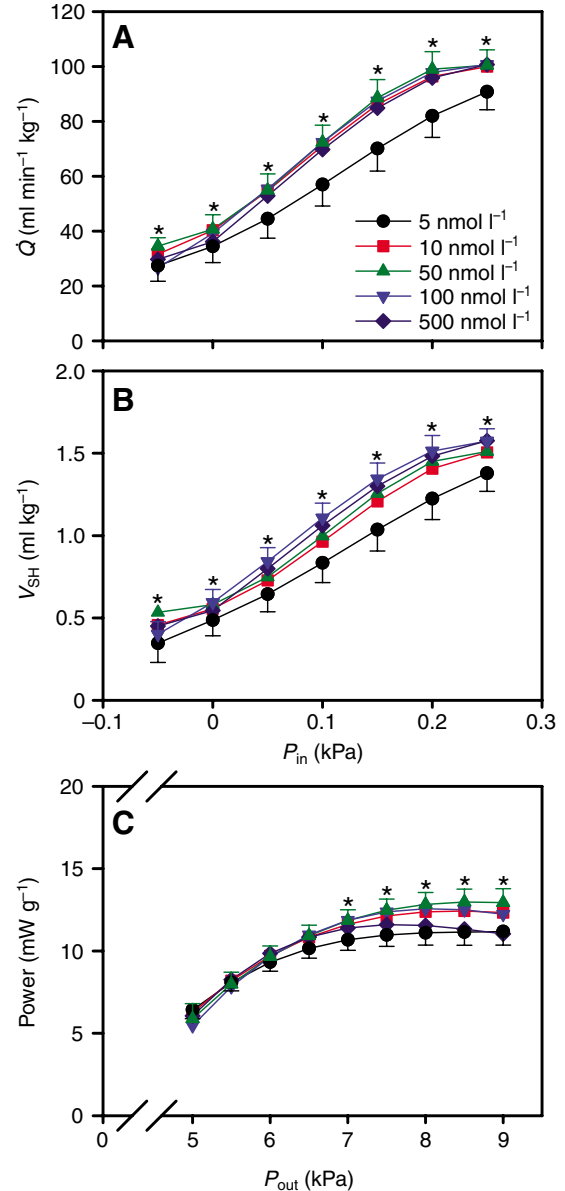 A
120
100
80
60
40
20
0
Q̇ (ml min⁻¹ kg⁻¹)
* * * * * * *
5 nmol l⁻¹
10 nmol l⁻¹
50 nmol l⁻¹
100 nmol l⁻¹
500 nmol l⁻¹
B
2.0
1.5
1.0
0.5
0
V_SH (ml kg⁻¹)
* * * * * * *
–0.1 0 0.1 0.2 0.3
P_in (kPa)
C
20
15
10
5
0
Power (mW g⁻¹)
* * * * *
0 5 6 7 8 9
P_out (kPa)